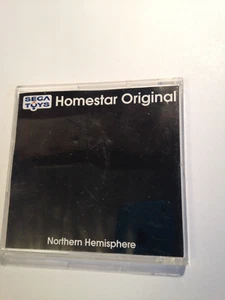 SEGA
TOYS
Homestar Original
Northern Hemisphere